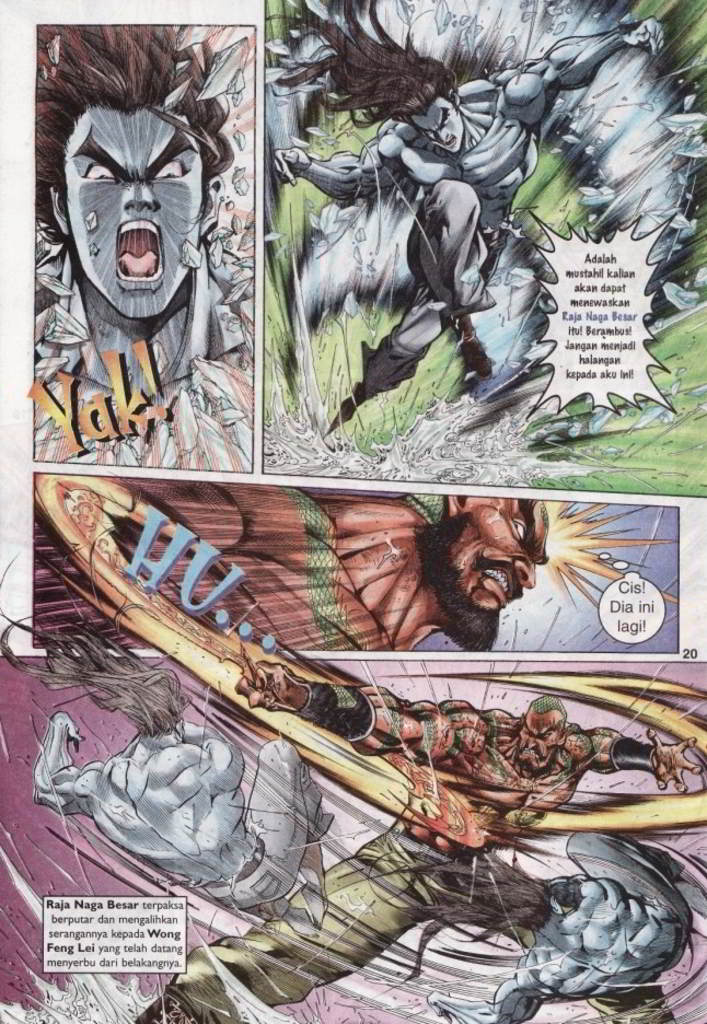 Yak!
Adalah
mustahil kalian
akan dapat
menewaskan
Raja Naga Besar
itu! Berambus!
Jangan menjadi
halangan
kepada aku ini!
HU...
Cis!
Dia ini
lagi!
20
Raja Naga Besar terpaksa
berputar dan mengalihkan
serangannya kepada Wong
Feng Lei yang telah datang
menyerbu dari belakangnya.